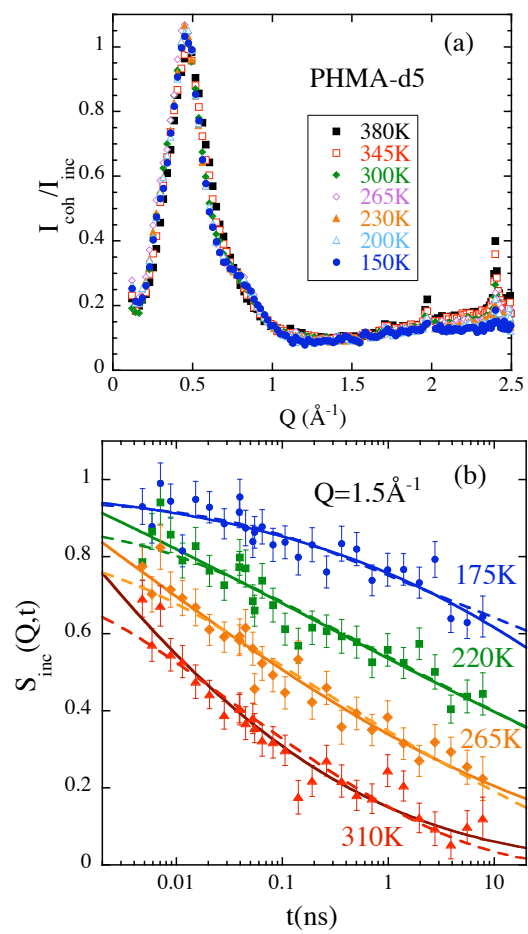 (a)
PHMA-d5
380K
345K
300K
265K
230K
200K
150K
I_coh/I_inc
1
0.8
0.6
0.4
0.2
0
0 0.5 1 1.5 2 2.5
Q (Å⁻¹)
(b)
Q=1.5Å⁻¹
175K
220K
265K
310K
S_inc(Q,t)
1
0.8
0.6
0.4
0.2
0
0.01 0.1 1 10
t(ns)